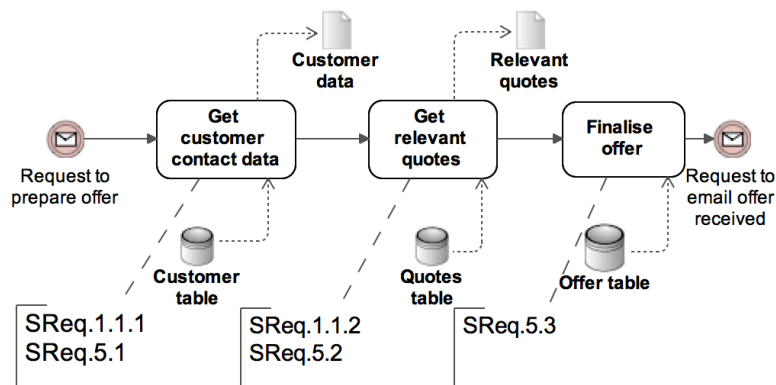 Customer
data
Relevant
quotes
Get
customer
contact data
Get
relevant
quotes
Finalise
offer
Request to
prepare offer
Request to
email offer
received
Customer
table
Quotes
table
Offer table
SReq.1.1.1
SReq.5.1
SReq.1.1.2
SReq.5.2
SReq.5.3